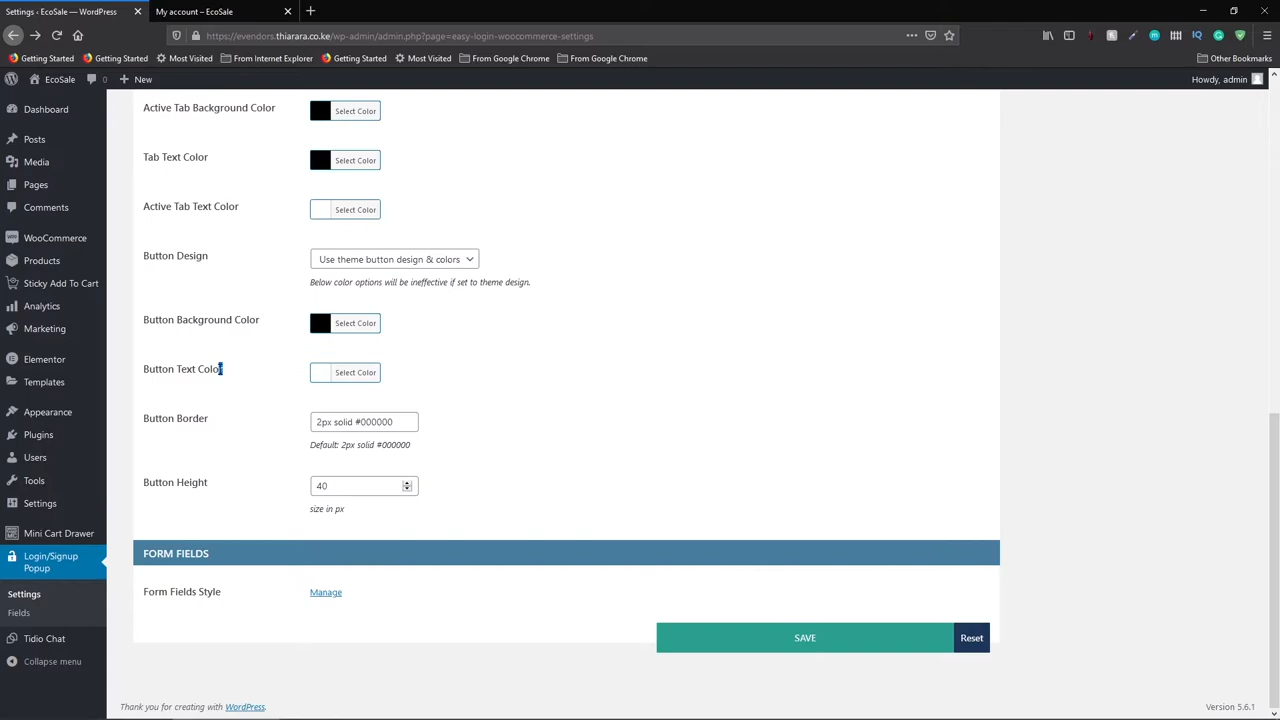 Settings ‹ EcoSale — WordPress
My account – EcoSale
https://evendors.thiarara.co.ke/wp-admin/admin.php?page=easy-login-woocommerce-settings
Getting Started
Getting Started
Most Visited
From Internet Explorer
Getting Started
Most Visited
From Google Chrome
From Google Chrome
Other Bookmarks
EcoSale
0
New
Howdy, admin
Dashboard
Posts
Media
Pages
Comments
WooCommerce
Products
Sticky Add To Cart
Analytics
Marketing
Elementor
Templates
Appearance
Plugins
Users
Tools
Settings
Mini Cart Drawer
Login/Signup
Popup
Settings
Fields
Tidio Chat
Collapse menu
Active Tab Background Color
Select Color
Tab Text Color
Select Color
Active Tab Text Color
Select Color
Button Design
Use theme button design & colors
Below color options will be ineffective if set to theme design.
Button Background Color
Select Color
Button Text Color
Select Color
Button Border
2px solid #000000
Default: 2px solid #000000
Button Height
40
size in px
FORM FIELDS
Form Fields Style
Manage
SAVE
Reset
Thank you for creating with WordPress.
Version 5.6.1